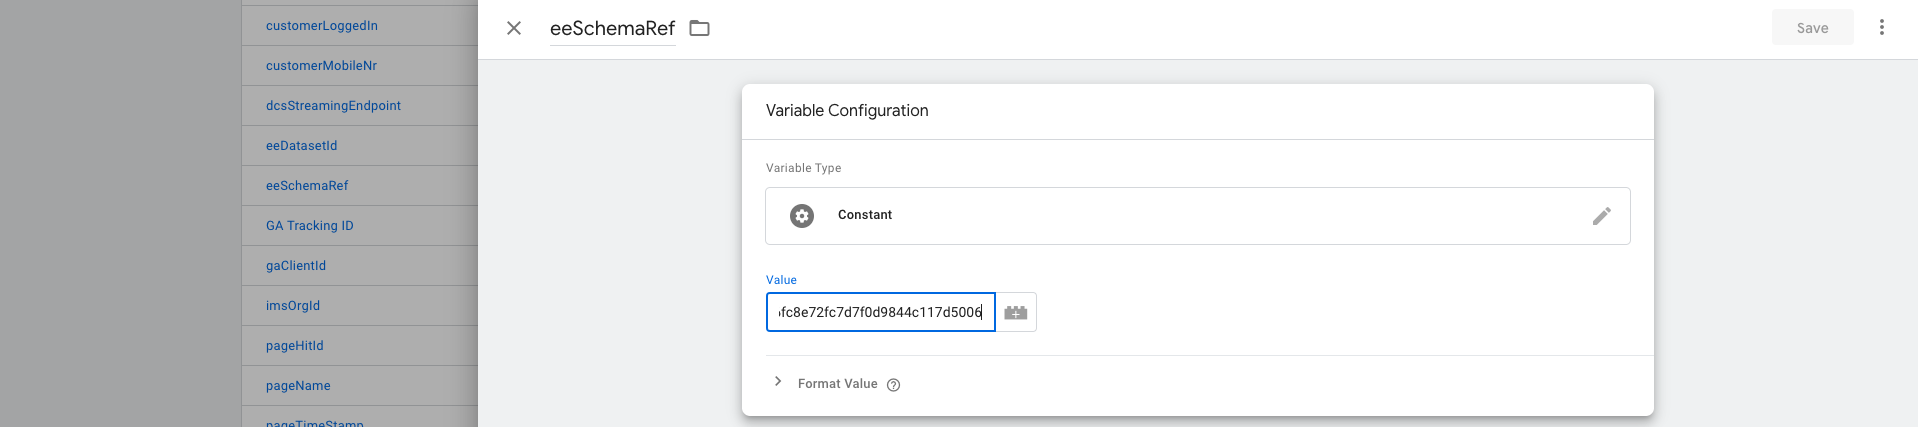 customerLoggedIn
customerMobileNr
dcsStreamingEndpoint
eeDatasetId
eeSchemaRef
GA Tracking ID
gaClientId
imsOrgId
pageHitId
pageName
pageTimeStamp
eeSchemaRef
Save
Variable Configuration
Variable Type
Constant
Value
fc8e72fc7d7f0d9844c117d5006
Format Value